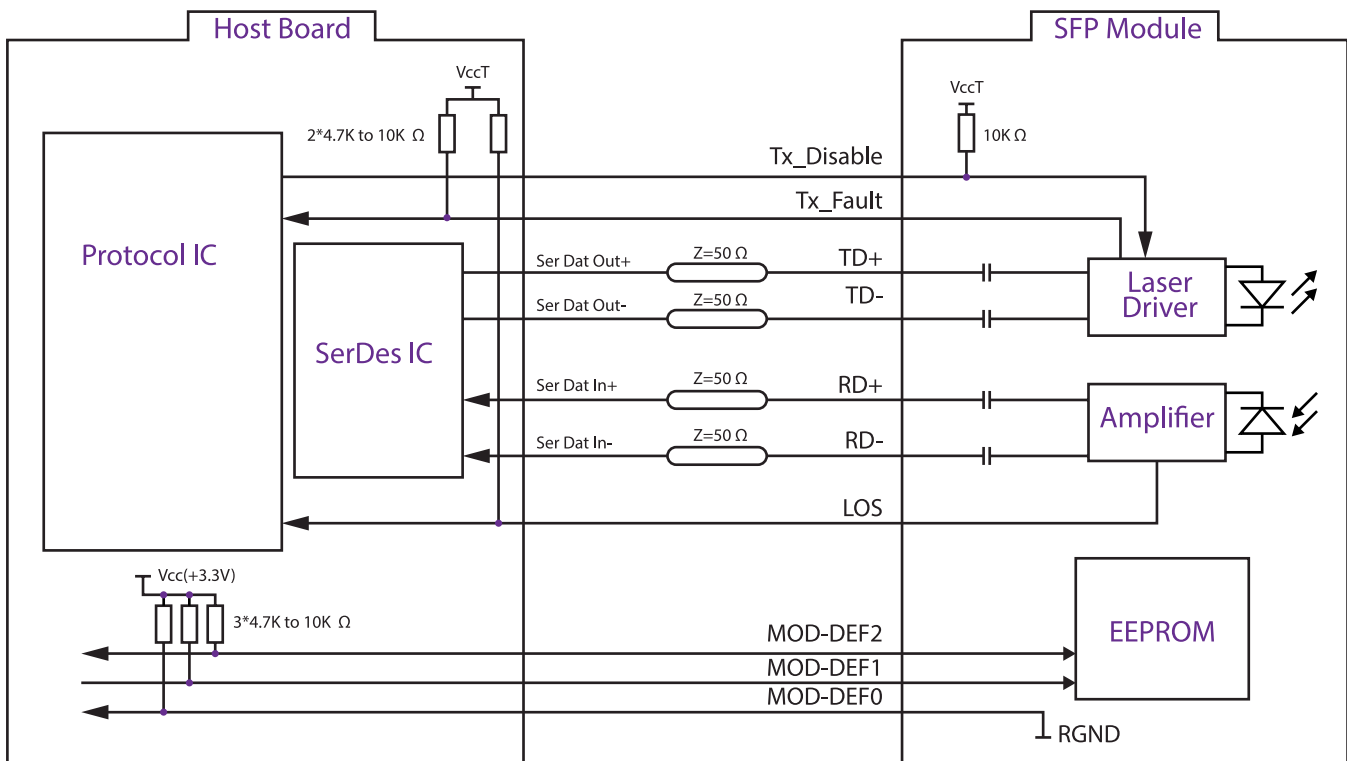 Host Board
SFP Module
VccT
VccT
2*4.7K to 10K Ω
10K Ω
Tx_Disable
Tx_Fault
Protocol IC
Ser Dat Out+
Z=50 Ω
TD+
Ser Dat Out-
Z=50 Ω
TD-
Laser
Driver
SerDes IC
Ser Dat In+
Z=50 Ω
RD+
Ser Dat In-
Z=50 Ω
RD-
Amplifier
LOS
Vcc(+3.3V)
3*4.7K to 10K Ω
MOD-DEF2
MOD-DEF1
MOD-DEF0
EEPROM
RGND